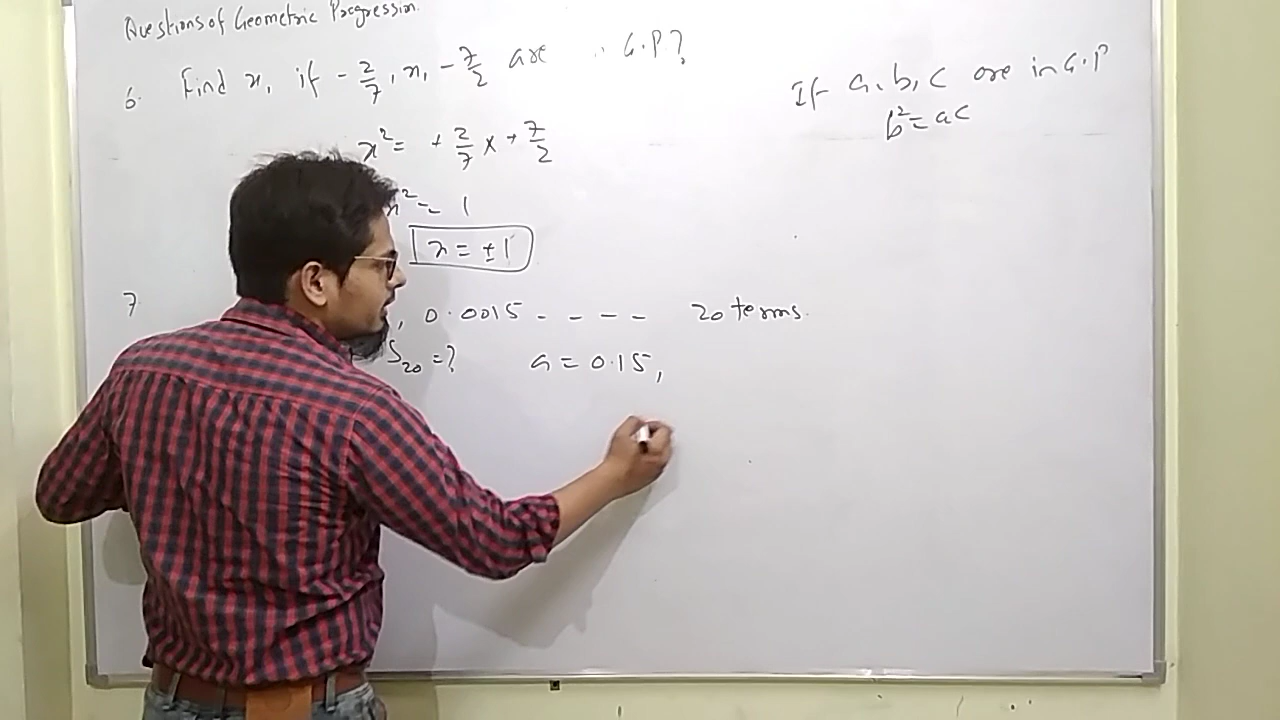 Questions of Geometric Progression.
6. Find x, if -2/7, x, -7/2 are G.P?
x² = +2/7 x +7/2
x² = 1
x = ±1
If a, b, c are in G.P
b² = ac
7 , 0.0015 - - - - 20 terms.
S₂₀ = ? a = 0.15,